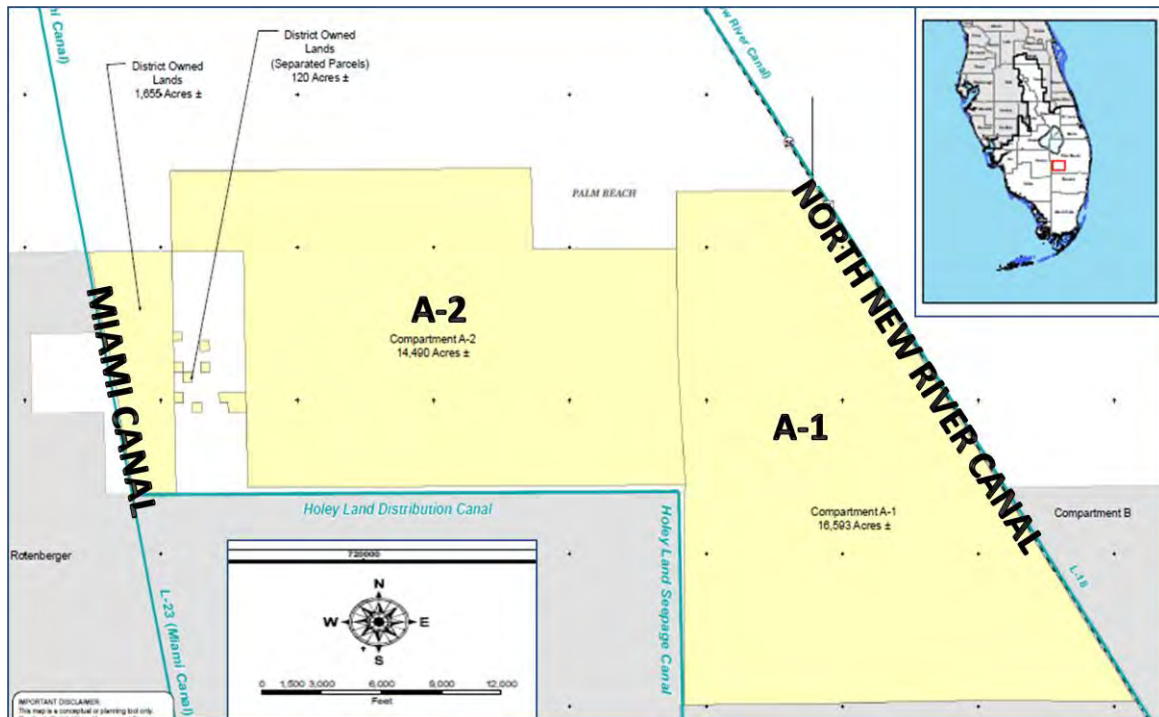 ni Canal)
District Owned
Lands
1,655 Acres ±
District Owned
Lands
(Separated Parcels)
120 Acres ±
River Canal)
PALM BEACH
MIAMI CANAL
A-2
Compartment A-2
14,490 Acres ±
NORTH NEW RIVER CANAL
A-1
Compartment A-1
16,593 Acres ±
Compartment B
L-18
Holey Land Distribution Canal
Holey Land Seepage Canal
Rotenberger
L-23 (Miami Canal)
720000
N
W
E
S
0 1,500 3,000 6,000 9,000 12,000
Feet
IMPORTANT DISCLAIMER:
This map is a conceptual or planning tool only.